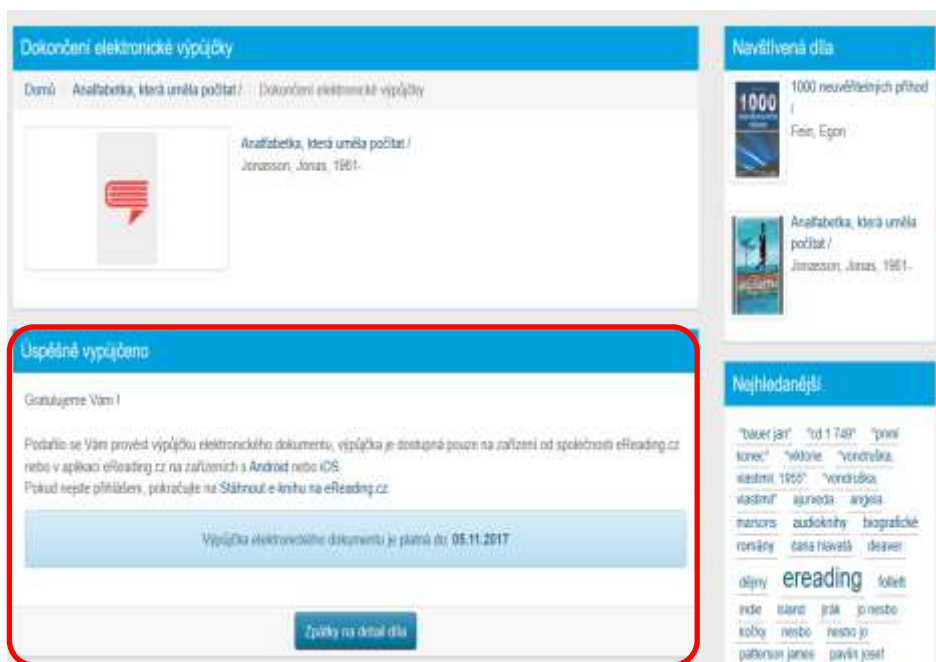 Dokončení elektronické výpůjčky
Domů Analfabetka, která uměla počítat / Dokončení elektronické výpůjčky
Analfabetka, která uměla počítat /
Jonasson, Jonas, 1961-
Úspěšně vypůjčeno
Gratulujeme Vám !
Podařilo se Vám provést výpůjčku elektronického dokumentu, výpůjčka je dostupná pouze na zařízení od společnosti eReading.cz
nebo v aplikaci eReading.cz na zařízeních s Android nebo iOS.
Pokud nejste přihlášeni, pokračujte na Stáhnout e-knihu na eReading.cz
Výpůjčka elektronického dokumentu je platná do: 05.11.2017
Zpátky na detail díla
Navštívená díla
1000
1000 neuvěřitelných příhod
/
Fein, Egon
Analfabetka, která uměla
počítat /
Jonasson, Jonas, 1961-
Nejhledanější
"bauer jan" "cd 1 749" "první
konec" "viktorie "vondruška,
vlastimil, 1955" "vondruška,
vlastimil" ajurveda angela
marsons audioknihy biografické
romány dana hlavatá deaver
dějiny ereading follett
indie island jirák jo nesbo
kočky nesbo nesbo jo
patterson james pavlín josef